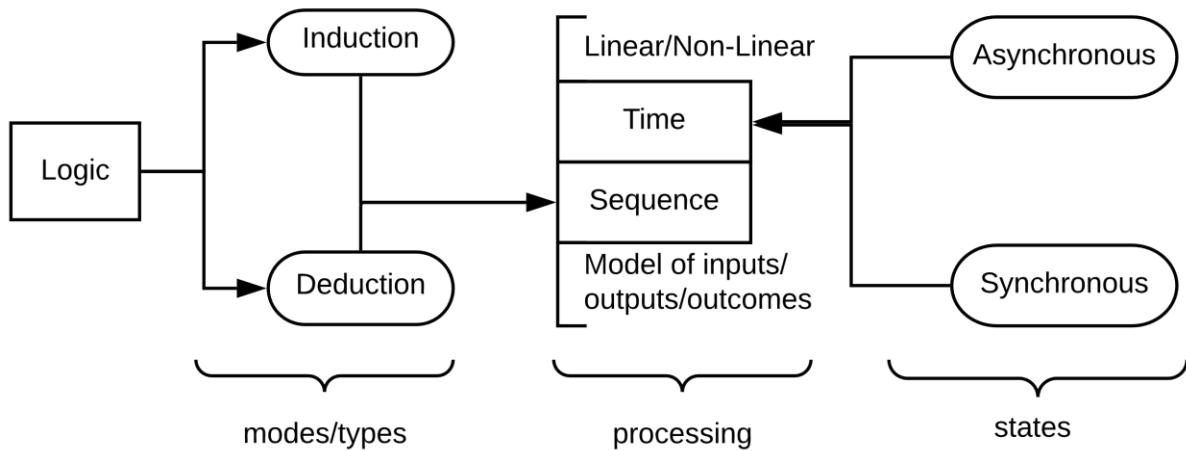 Logic
Induction
Deduction
Linear/Non-Linear
Time
Sequence
Model of inputs/
outputs/outcomes
Asynchronous
Synchronous
modes/types
processing
states